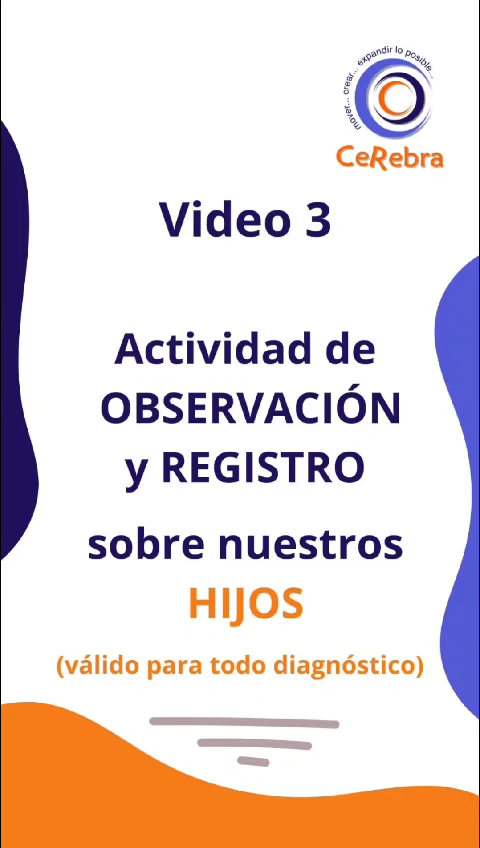 mover... crear... expandir lo posible...
CeRebra
Video 3
Actividad de
OBSERVACIÓN
y REGISTRO
sobre nuestros
HIJOS
(válido para todo diagnóstico)